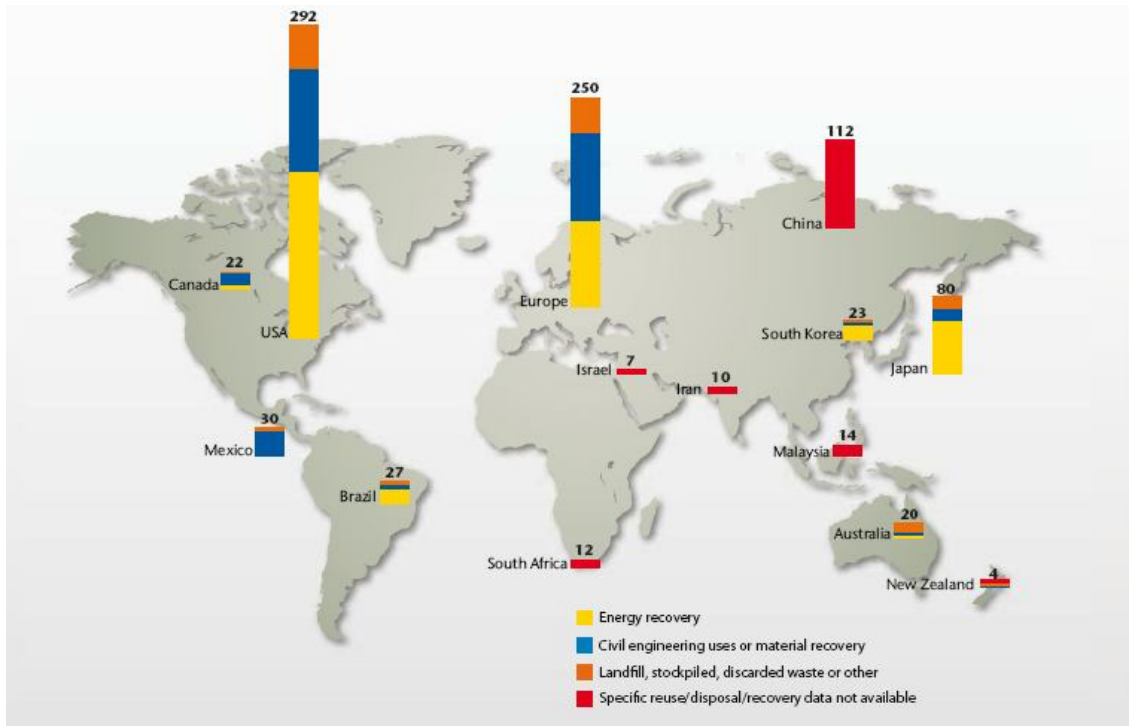 292
250
112
China
22
Canada
80
Europe
USA
23
South Korea
Japan
7
Israel
10
Iran
30
Mexico
14
Malaysia
27
Brazil
20
Australia
12
South Africa
4
New Zealand
Energy recovery
Civil engineering uses or material recovery
Landfill, stockpiled, discarded waste or other
Specific reuse/disposal/recovery data not available